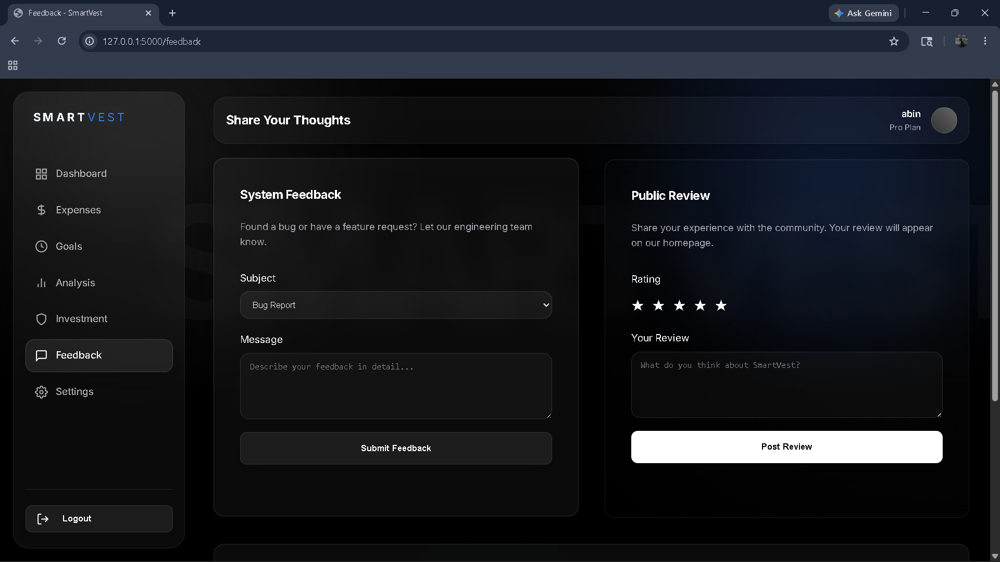 Feedback - SmartVest
Ask Gemini
127.0.0.1:5000/feedback
SMARTVEST
Dashboard
Expenses
Goals
Analysis
Investment
Feedback
Settings
Logout
Share Your Thoughts
abin
Pro Plan
System Feedback
Found a bug or have a feature request? Let our engineering team
know.
Subject
Bug Report
Message
Describe your feedback in detail...
Submit Feedback
Public Review
Share your experience with the community. Your review will appear
on our homepage.
Rating
★ ★ ★ ★ ★
Your Review
What do you think about SmartVest?
Post Review